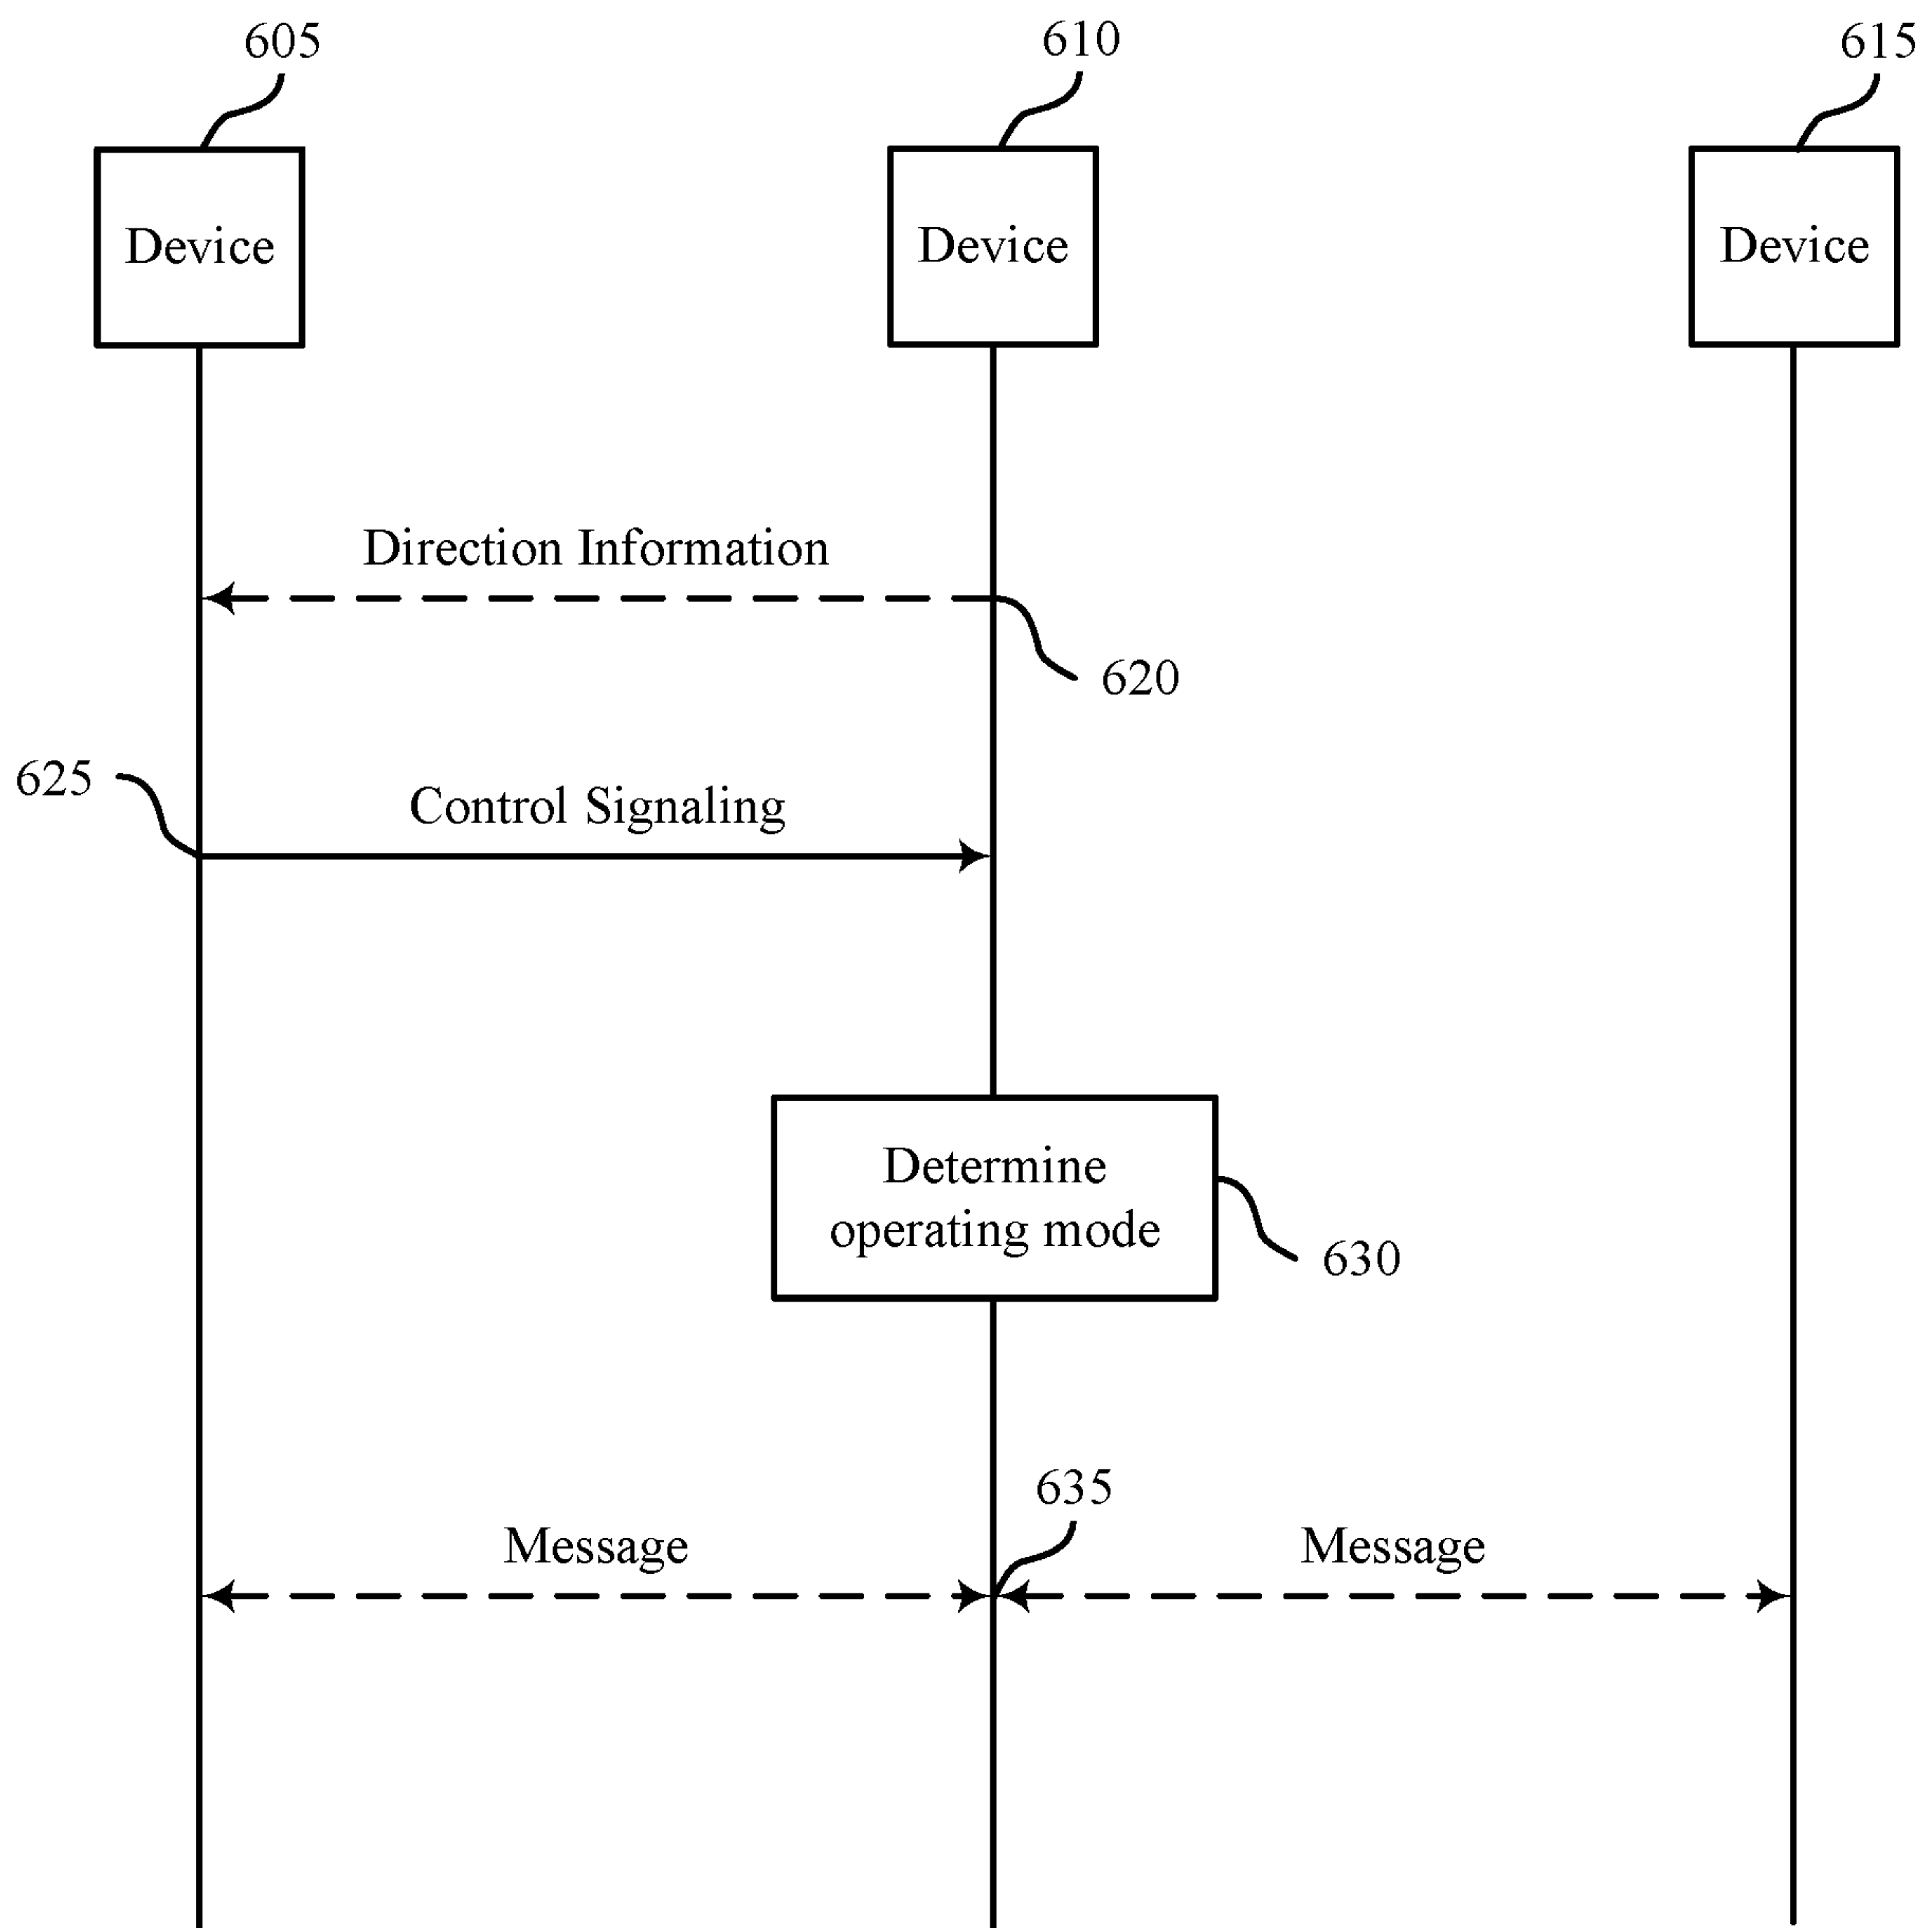 605
610
615
Device
Device
Device
Direction Information
620
625
Control Signaling
Determine
operating mode
630
635
Message
Message